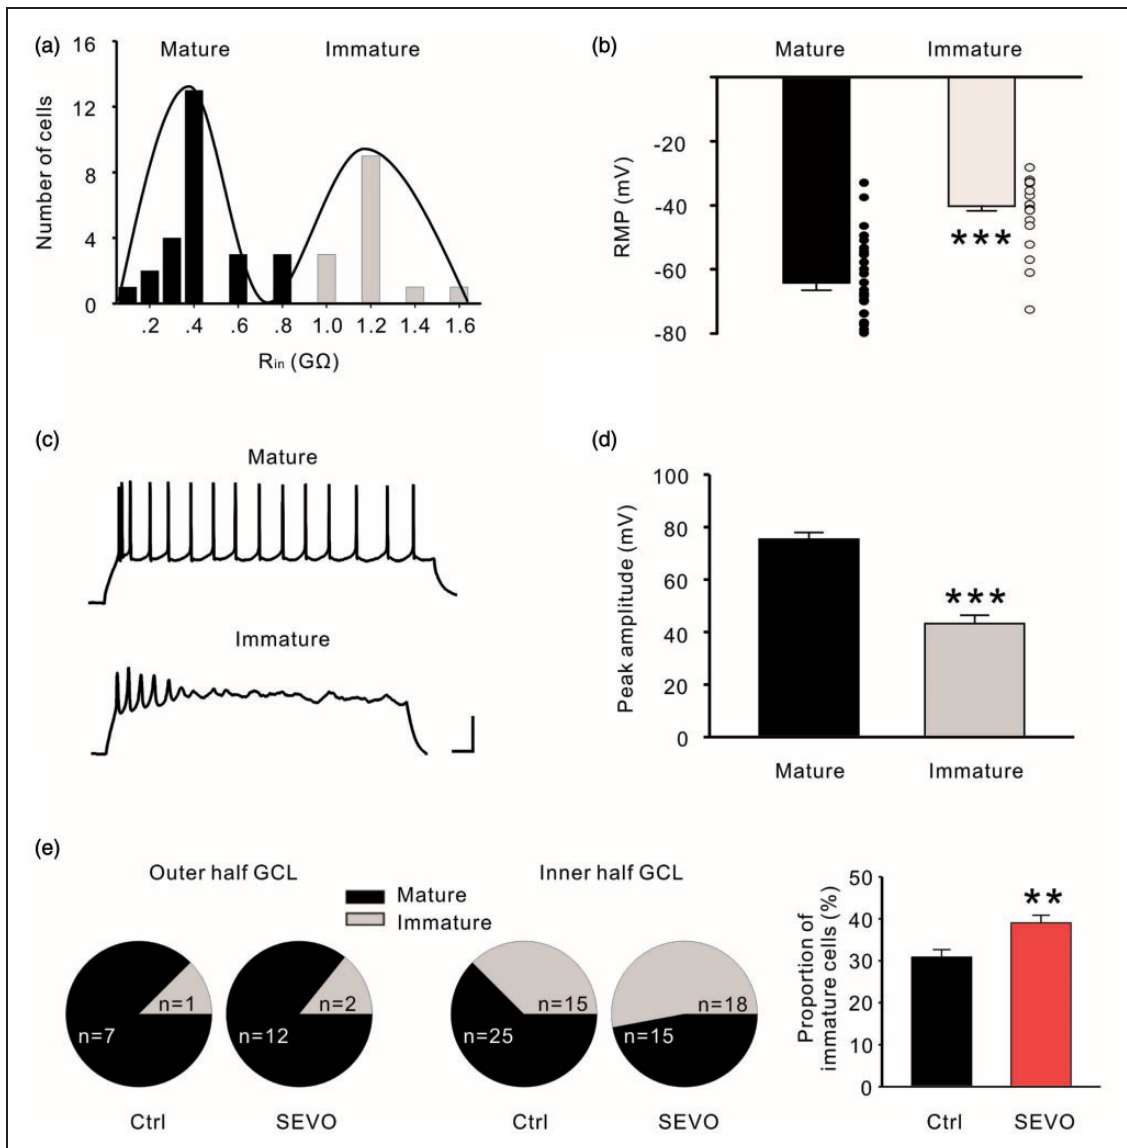 (a)
Mature
Immature
16
12
8
4
0
Number of cells
.2 .4 .6 .8 1.0 1.2 1.4 1.6
Rin (GΩ)
(b)
Mature
Immature
-20
-40
-60
-80
RMP (mV)
***
(c)
Mature
Immature
(d)
100
80
60
40
20
0
Peak amplitude (mV)
***
Mature
Immature
(e)
Outer half GCL
Mature
Immature
Inner half GCL
n=1
n=7
n=2
n=12
n=15
n=25
n=18
n=15
Ctrl
SEVO
Ctrl
SEVO
50
40
30
20
10
0
Proportion of
immature cells (%)
**
Ctrl
SEVO